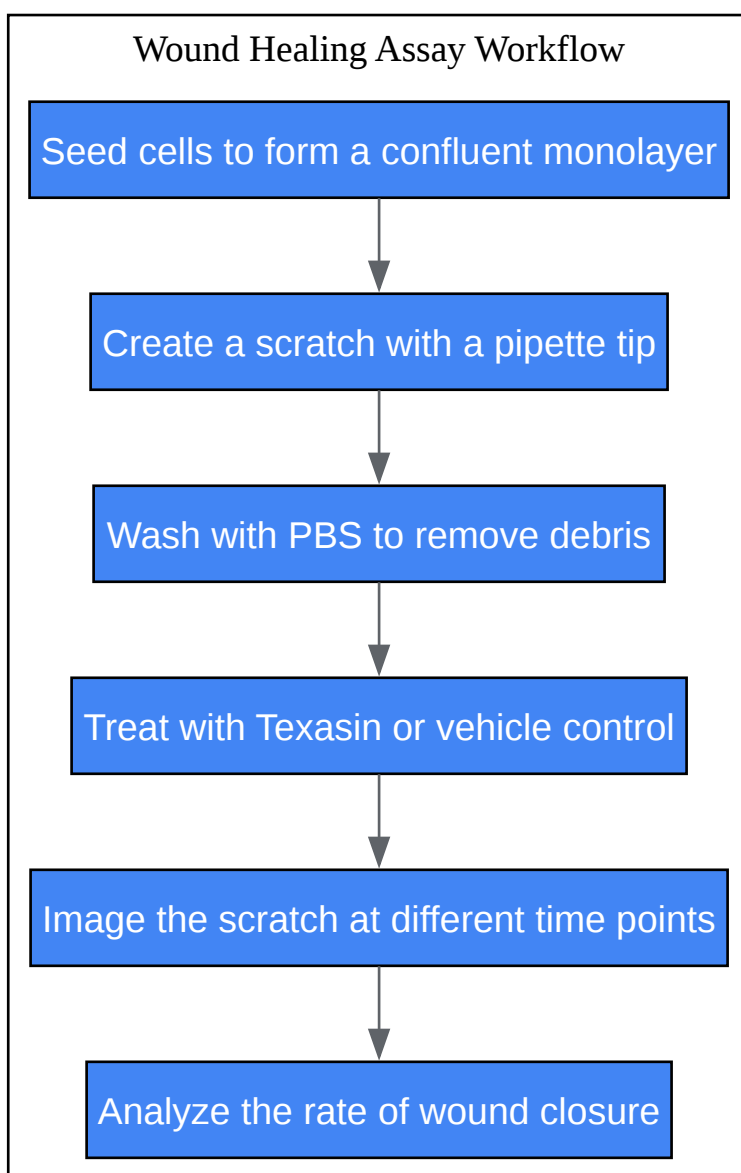 Wound Healing Assay Workflow
Seed cells to form a confluent monolayer
Create a scratch with a pipette tip
Wash with PBS to remove debris
Treat with Texasin or vehicle control
Image the scratch at different time points
Analyze the rate of wound closure